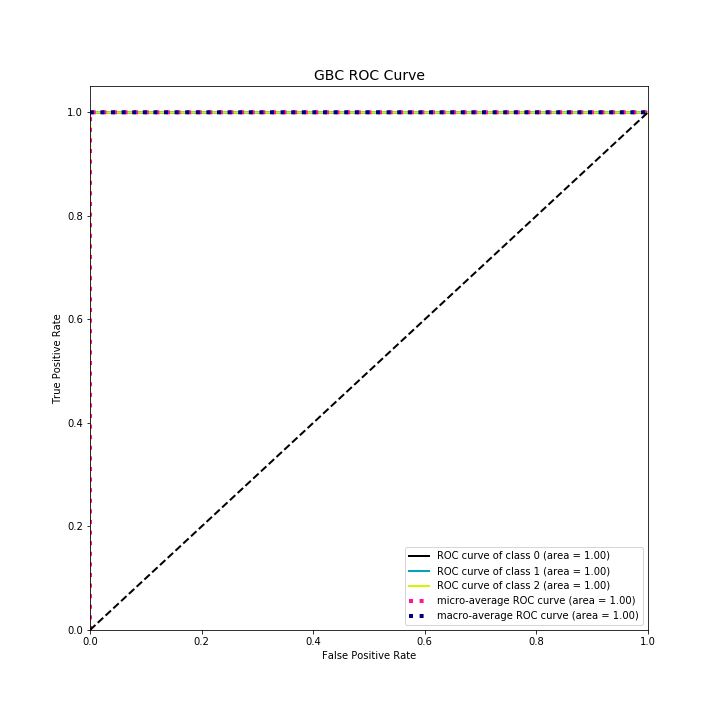 GBC ROC Curve
1.0
0.8
0.6
0.4
0.2
0.0
True Positive Rate
ROC curve of class 0 (area = 1.00)
ROC curve of class 1 (area = 1.00)
ROC curve of class 2 (area = 1.00)
micro-average ROC curve (area = 1.00)
macro-average ROC curve (area = 1.00)
0.0 0.2 0.4 0.6 0.8 1.0
False Positive Rate